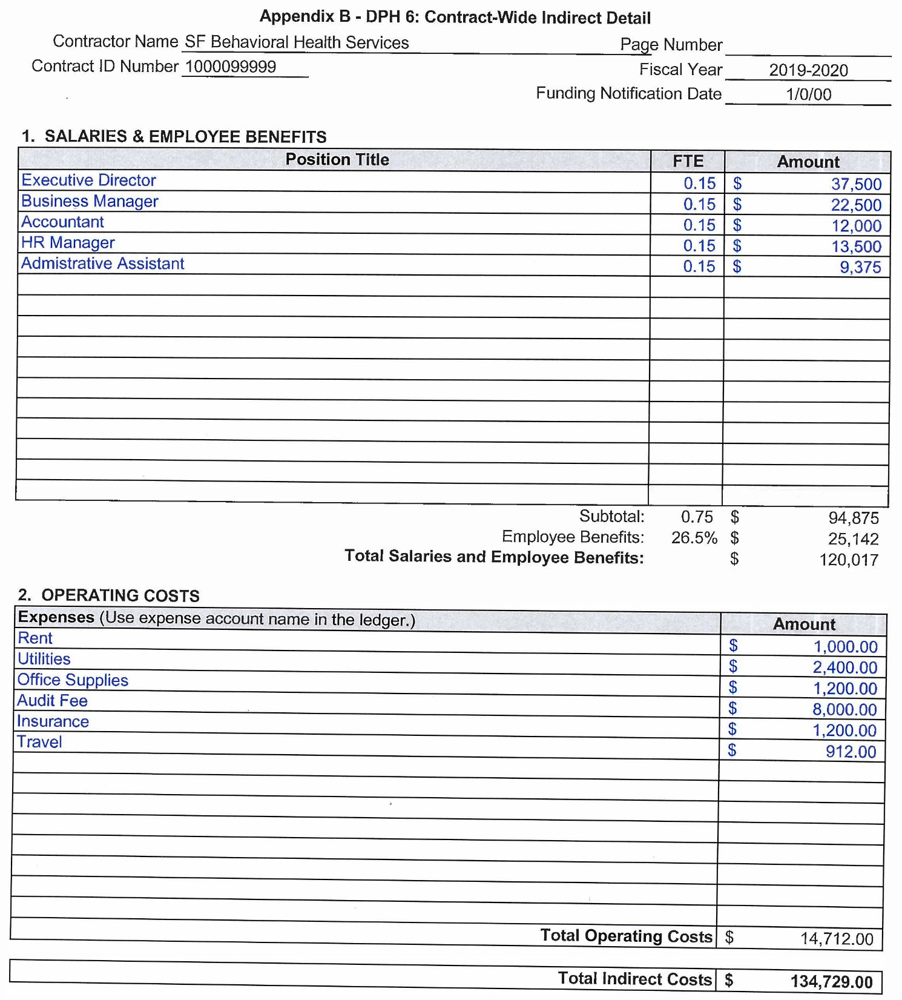 Appendix B - DPH 6: Contract-Wide Indirect Detail
Contractor Name SF Behavioral Health Services Page Number
Contract ID Number 1000099999 Fiscal Year 2019-2020
Funding Notification Date 1/0/00
1. SALARIES & EMPLOYEE BENEFITS
Position Title FTE Amount
Executive Director 0.15 $ 37,500
Business Manager 0.15 $ 22,500
Accountant 0.15 $ 12,000
HR Manager 0.15 $ 13,500
Admistrative Assistant 0.15 $ 9,375
Subtotal: 0.75 $ 94,875
Employee Benefits: 26.5% $ 25,142
Total Salaries and Employee Benefits: $ 120,017
2. OPERATING COSTS
Expenses (Use expense account name in the ledger.) Amount
Rent $ 1,000.00
Utilities $ 2,400.00
Office Supplies $ 1,200.00
Audit Fee $ 8,000.00
Insurance $ 1,200.00
Travel $ 912.00
Total Operating Costs $ 14,712.00
Total Indirect Costs $ 134,729.00